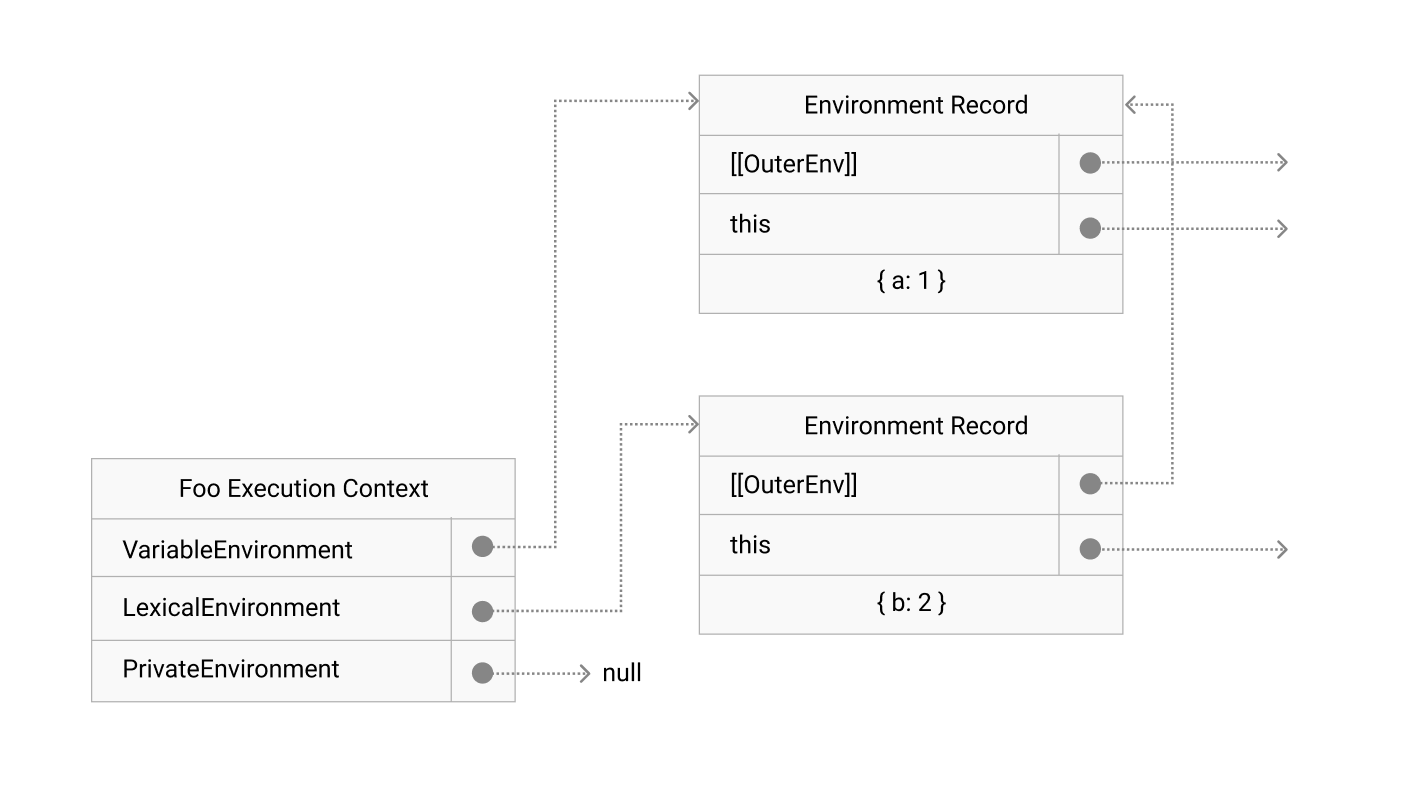 Environment Record
[[OuterEnv]]
this
{ a: 1 }
Environment Record
[[OuterEnv]]
this
{ b: 2 }
Foo Execution Context
VariableEnvironment
LexicalEnvironment
PrivateEnvironment
null